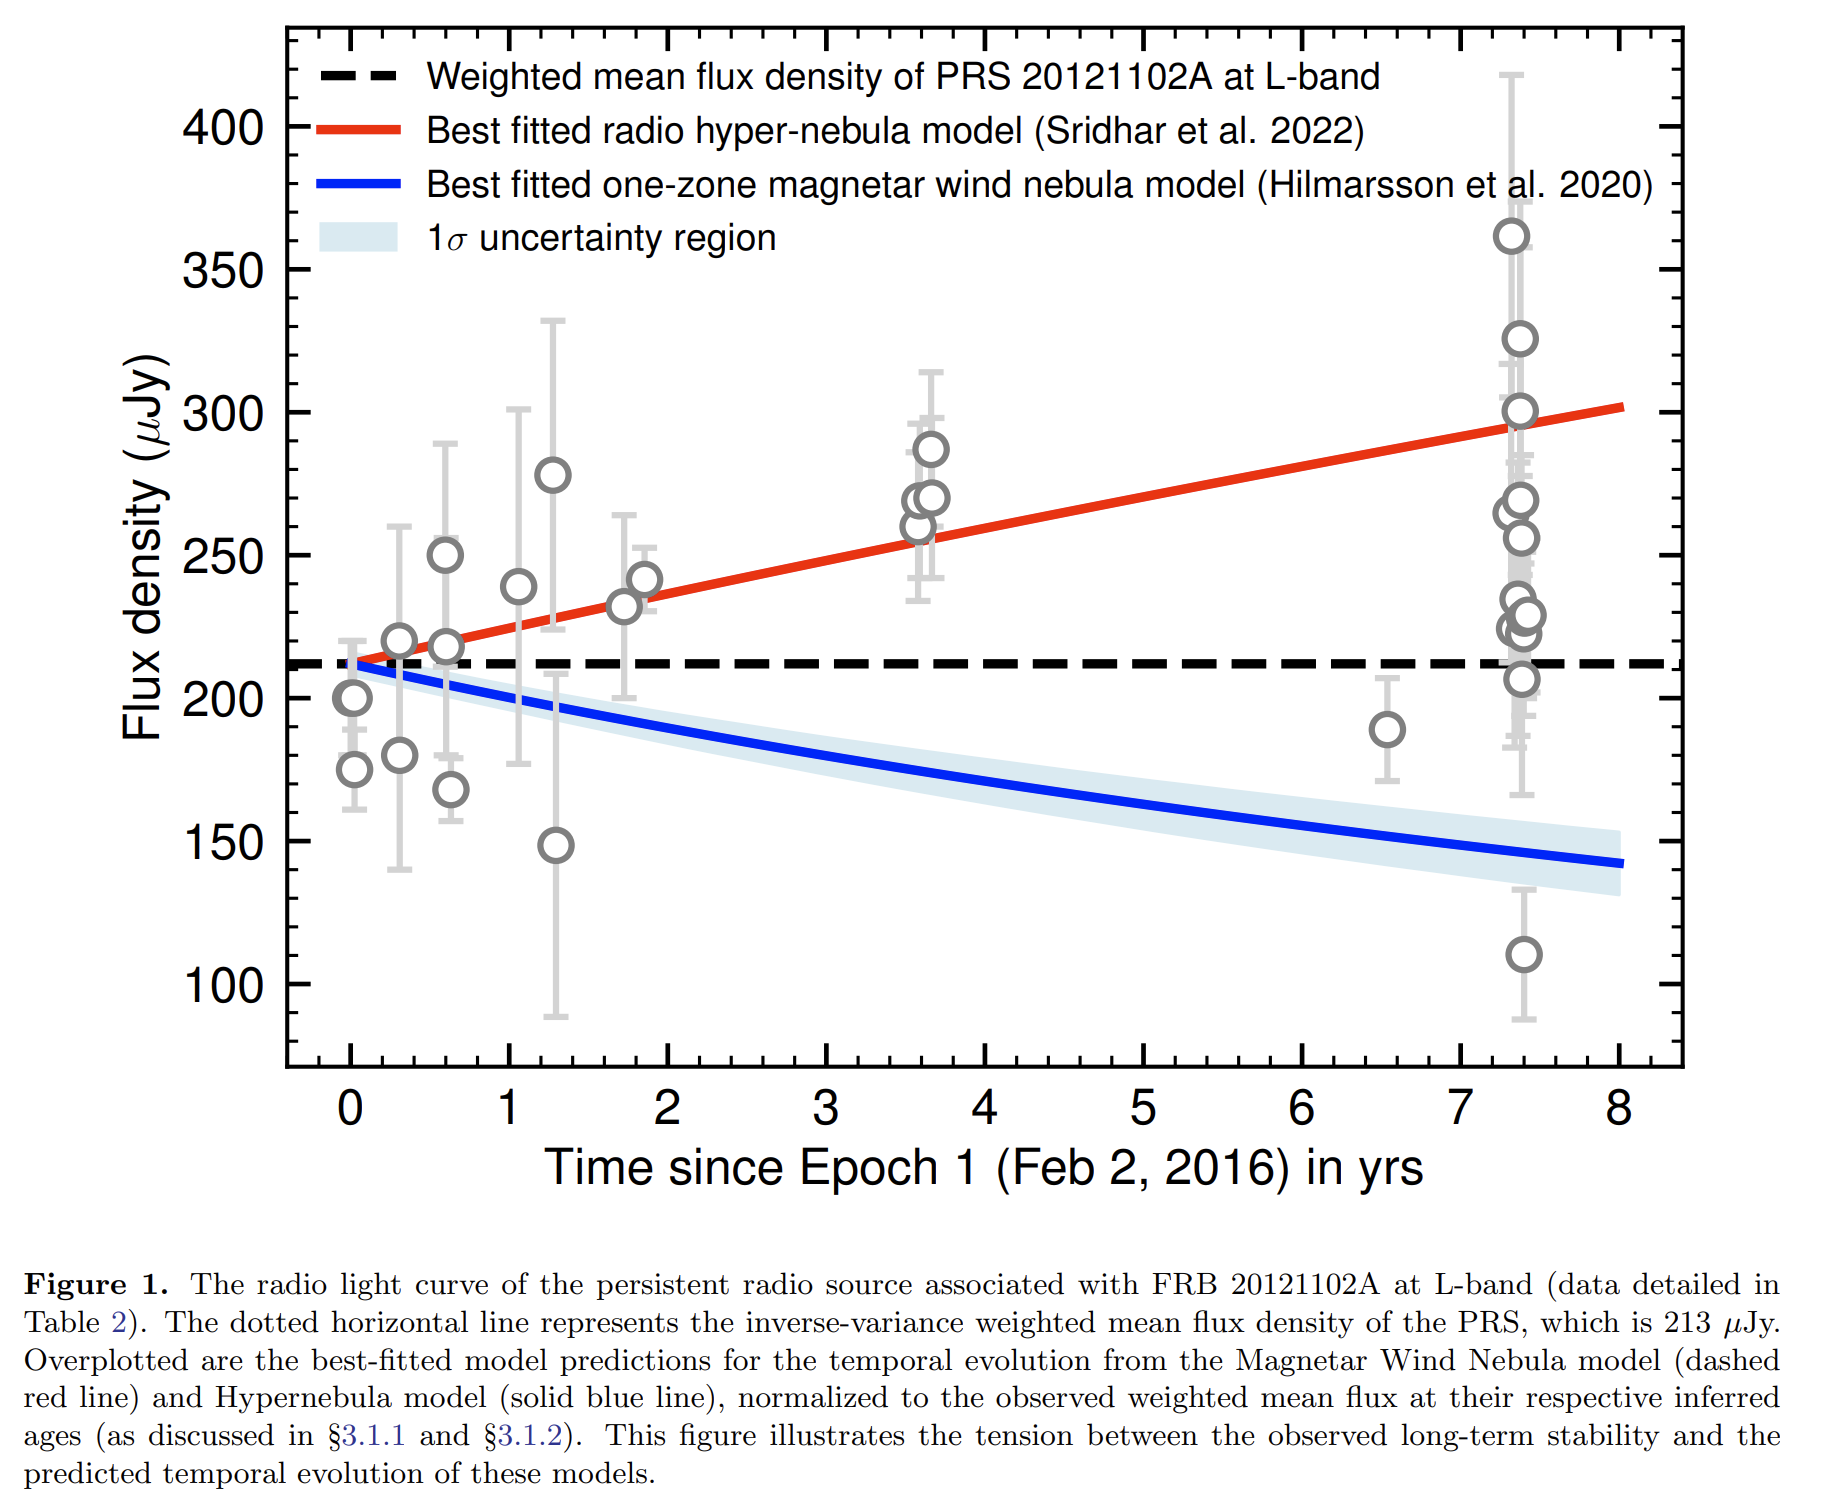 Weighted mean flux density of PRS 20121102A at L-band
Best fitted radio hyper-nebula model (Sridhar et al. 2022)
Best fitted one-zone magnetar wind nebula model (Hilmarsson et al. 2020)
1σ uncertainty region
400
350
300
250
200
150
100
Flux density (μJy)
0 1 2 3 4 5 6 7 8
Time since Epoch 1 (Feb 2, 2016) in yrs
Figure 1. The radio light curve of the persistent radio source associated with FRB 20121102A at L-band (data detailed in
Table 2). The dotted horizontal line represents the inverse-variance weighted mean flux density of the PRS, which is 213 μJy.
Overplotted are the best-fitted model predictions for the temporal evolution from the Magnetar Wind Nebula model (dashed
red line) and Hypernebula model (solid blue line), normalized to the observed weighted mean flux at their respective inferred
ages (as discussed in §3.1.1 and §3.1.2). This figure illustrates the tension between the observed long-term stability and the
predicted temporal evolution of these models.